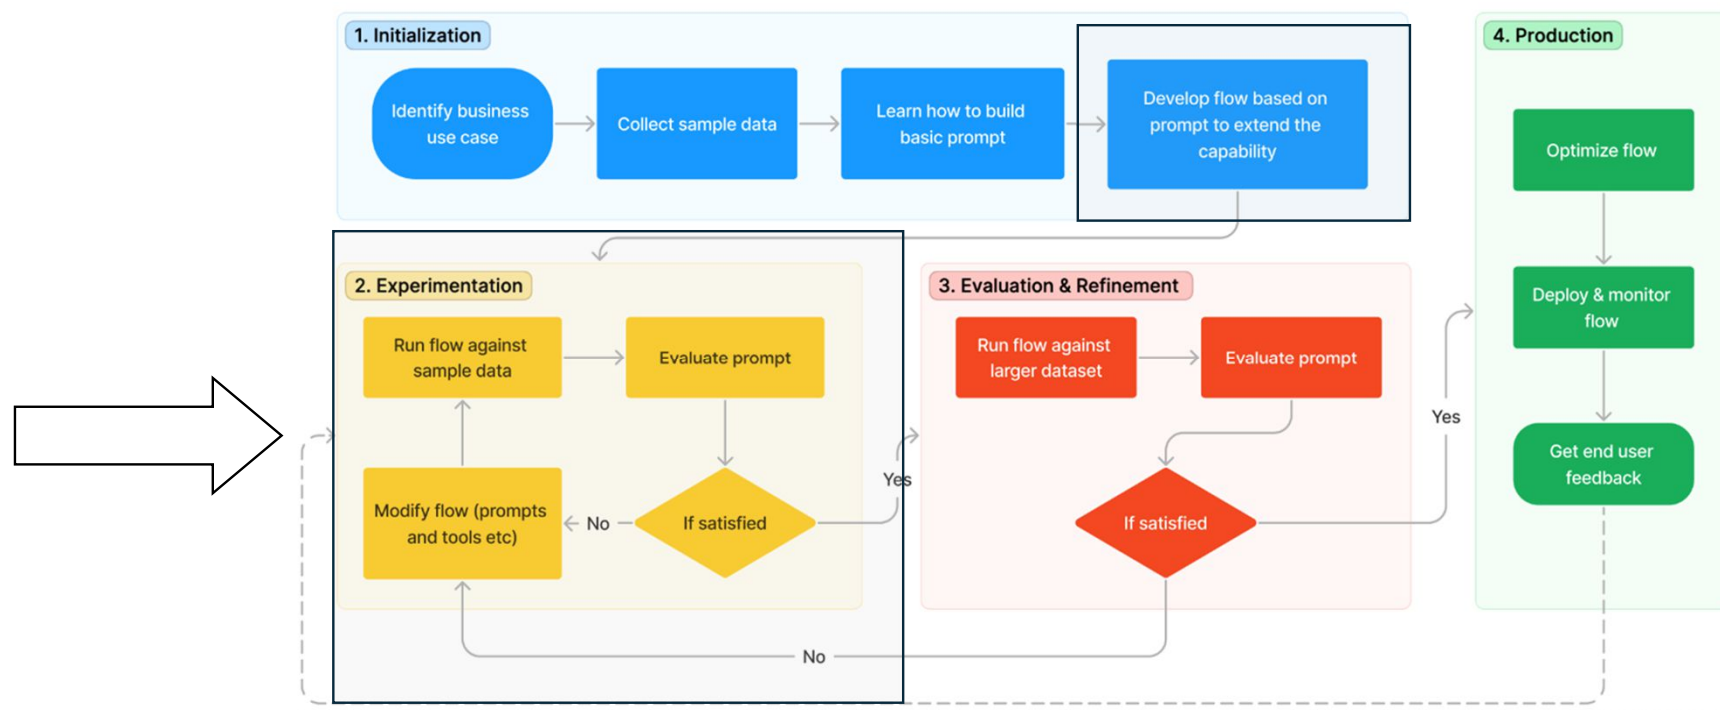 1. Initialization
Identify business
use case
Collect sample data
Learn how to build
basic prompt
Develop flow based on
prompt to extend the
capability
2. Experimentation
Run flow against
sample data
Evaluate prompt
Modify flow (prompts
and tools etc)
No
If satisfied
Yes
3. Evaluation & Refinement
Run flow against
larger dataset
Evaluate prompt
If satisfied
No
Yes
4. Production
Optimize flow
Deploy & monitor
flow
Get end user
feedback